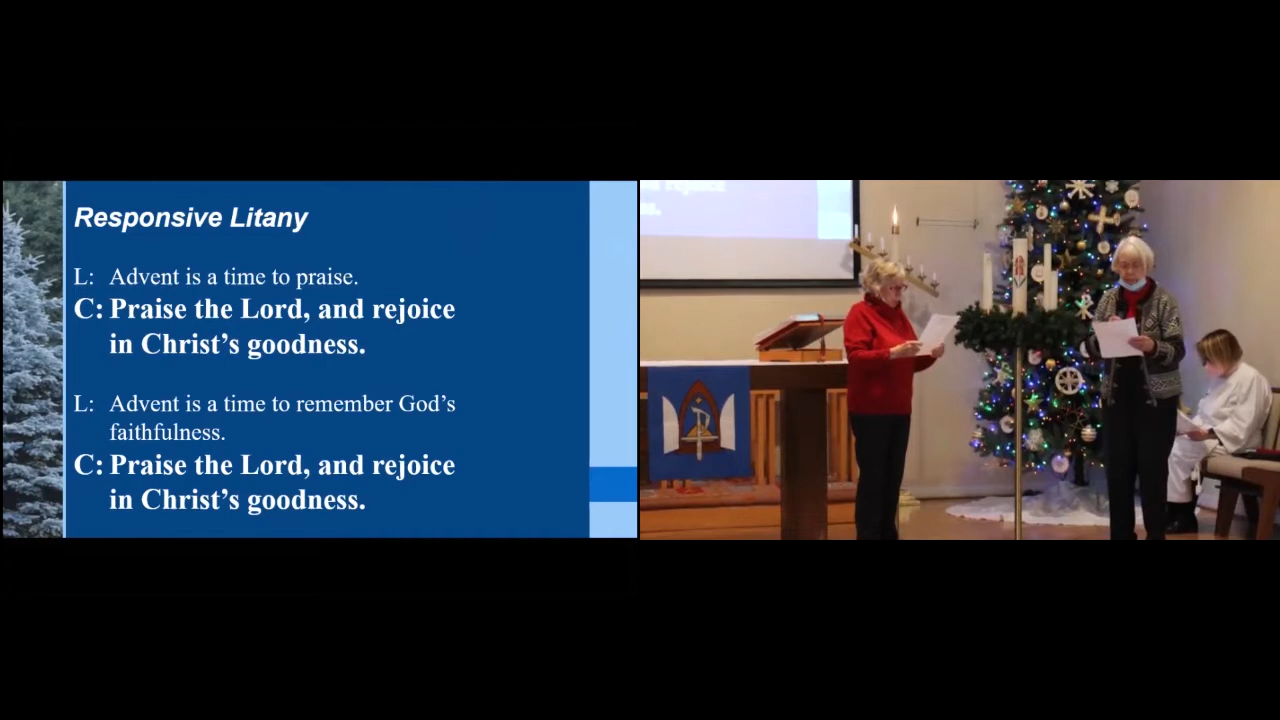 Responsive Litany
L: Advent is a time to praise.
C: Praise the Lord, and rejoice
in Christ's goodness.
L: Advent is a time to remember God's
faithfulness.
C: Praise the Lord, and rejoice
in Christ's goodness.